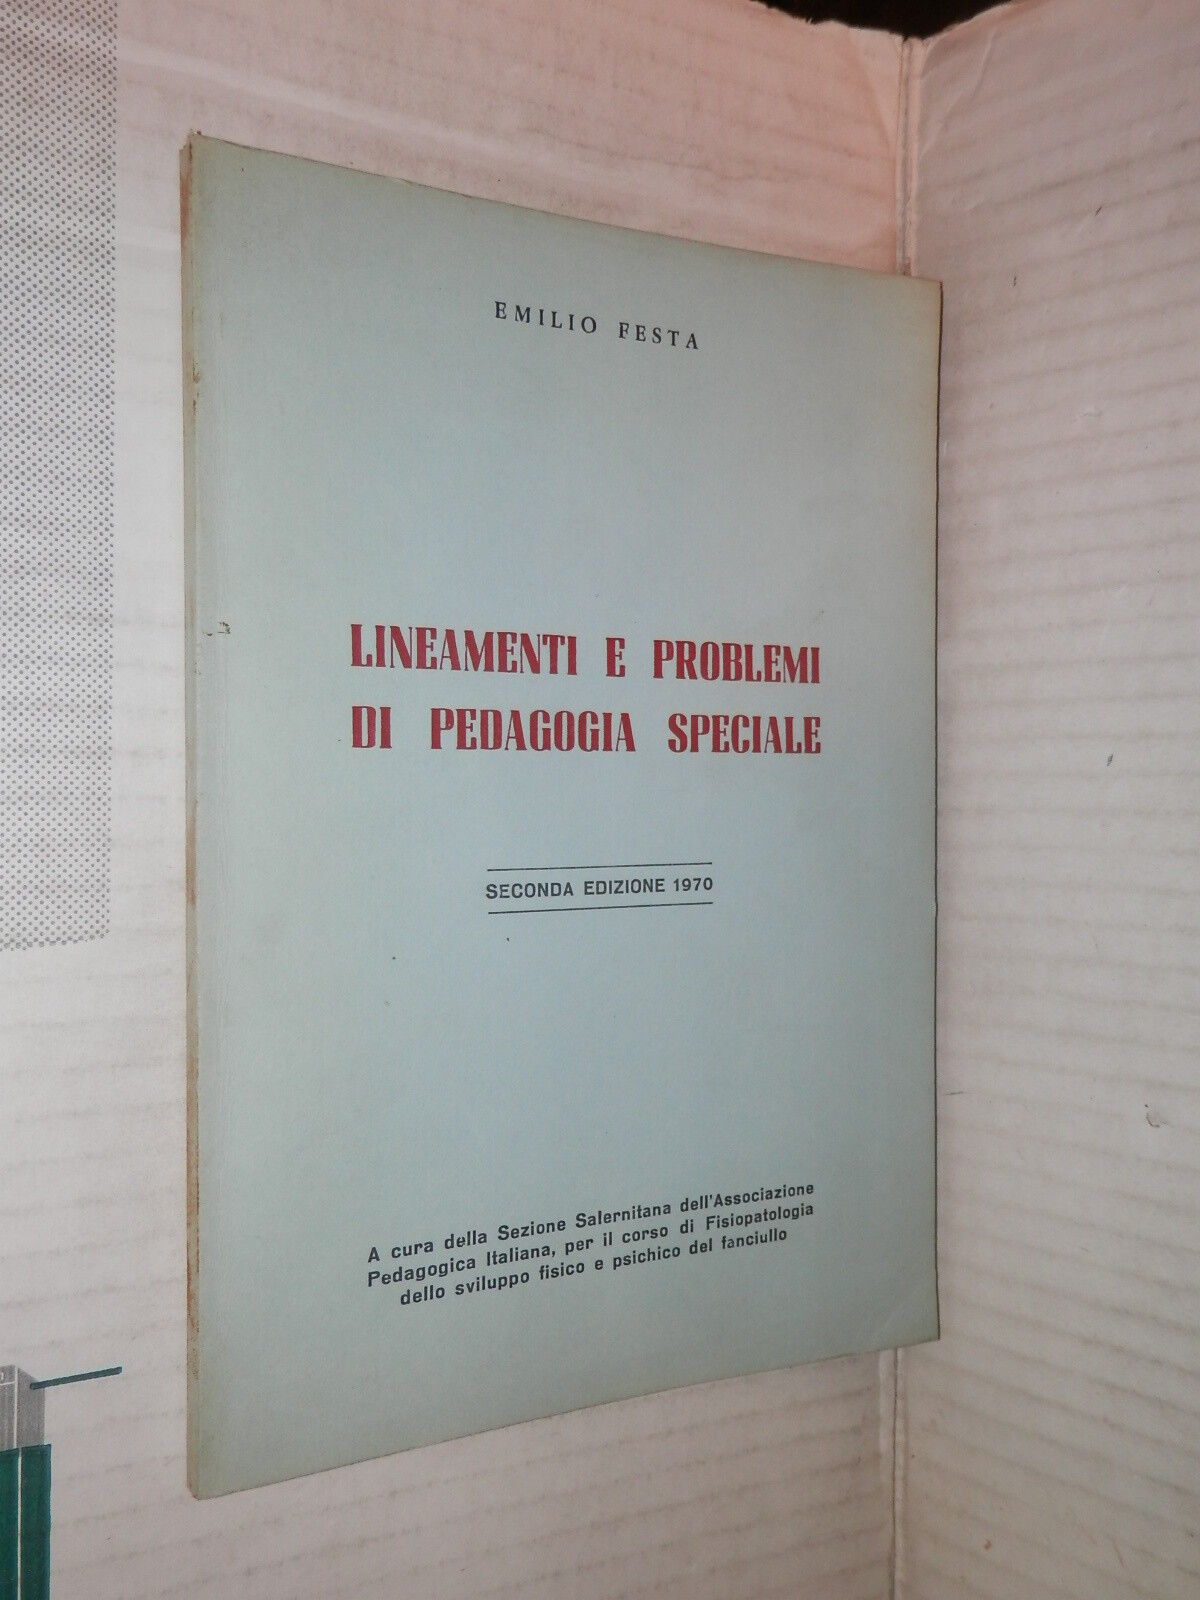 EMILIO FESTA
LINEAMENTI E PROBLEMI
DI PEDAGOGIA SPECIALE
SECONDA EDIZIONE 1970
A cura della Sezione Salernitana dell'Associazione
Pedagogica Italiana, per il corso di Fisiopatologia
dello sviluppo fisico e psichico del fanciullo